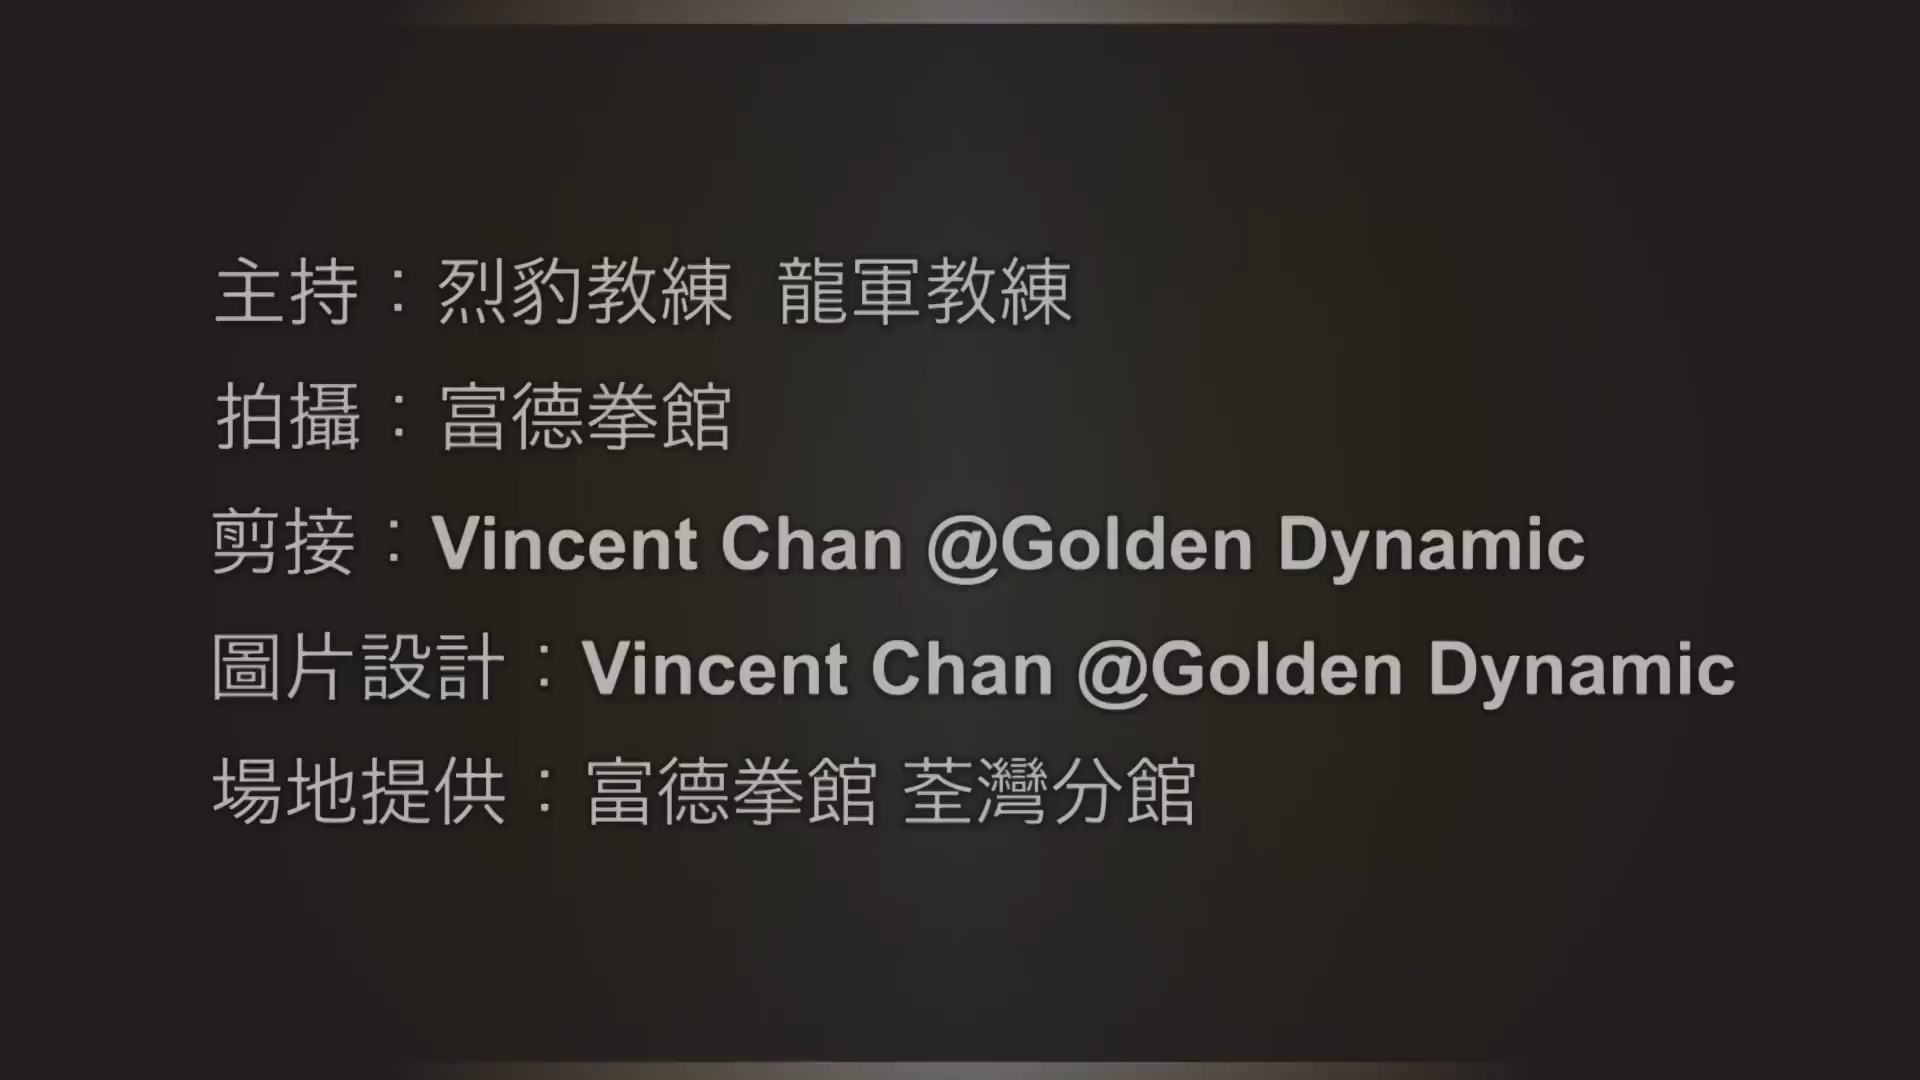 主持：烈豹教練 龍軍教練
拍攝：富德拳館
剪接：Vincent Chan @Golden Dynamic
圖片設計：Vincent Chan @Golden Dynamic
場地提供：富德拳館 荃灣分館